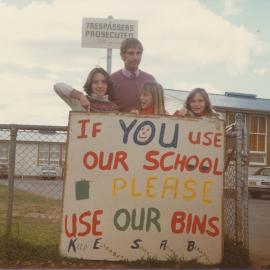 TRESPASSERS
PROSECUTED
IF YOU USE
OUR SCHOOL
PLEASE
USE OUR BINS
K E S A B